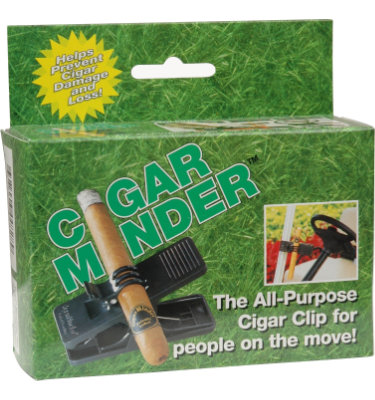 Helps
Prevent
Cigar
Damage
and
Loss!
CIGAR
MINDER™
The All-Purpose
Cigar Clip for
people on the move!